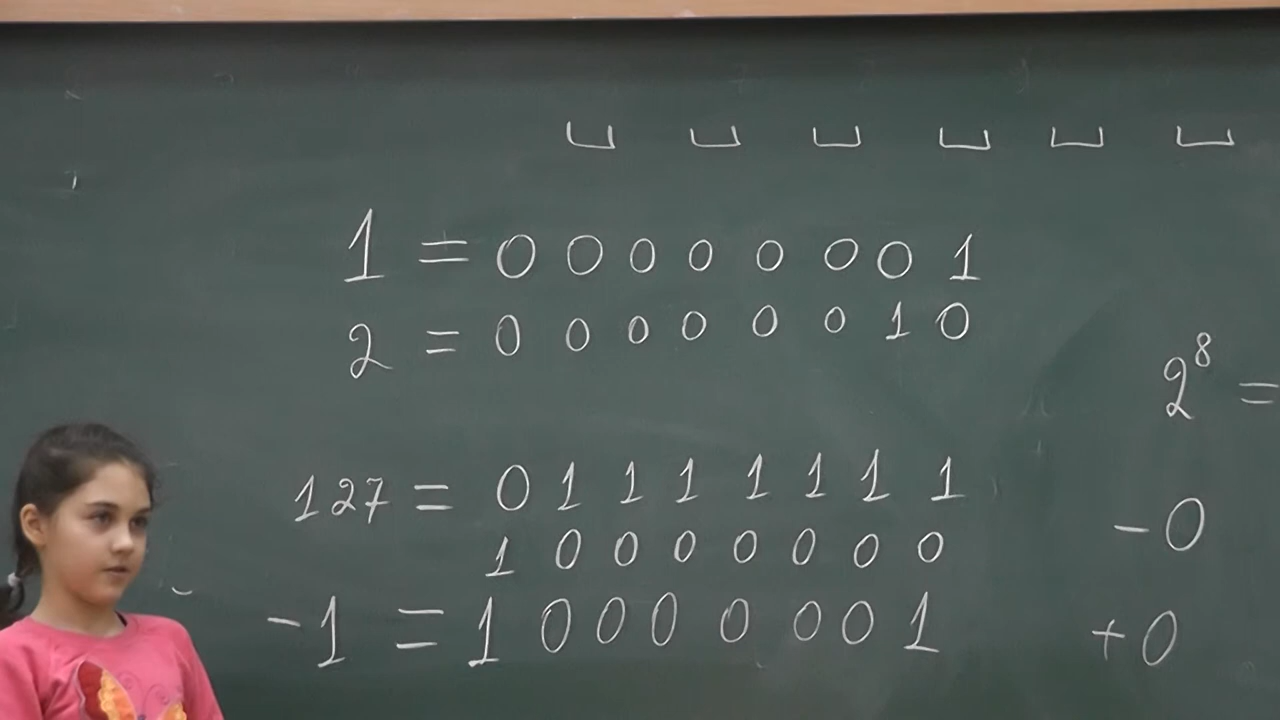 1 = 0 0 0 0 0 0 0 1
2 = 0 0 0 0 0 0 1 0
2⁸ =
127 = 0 1 1 1 1 1 1 1
1 0 0 0 0 0 0 0
- 0
-1 = 1 0 0 0 0 0 0 1
+ 0